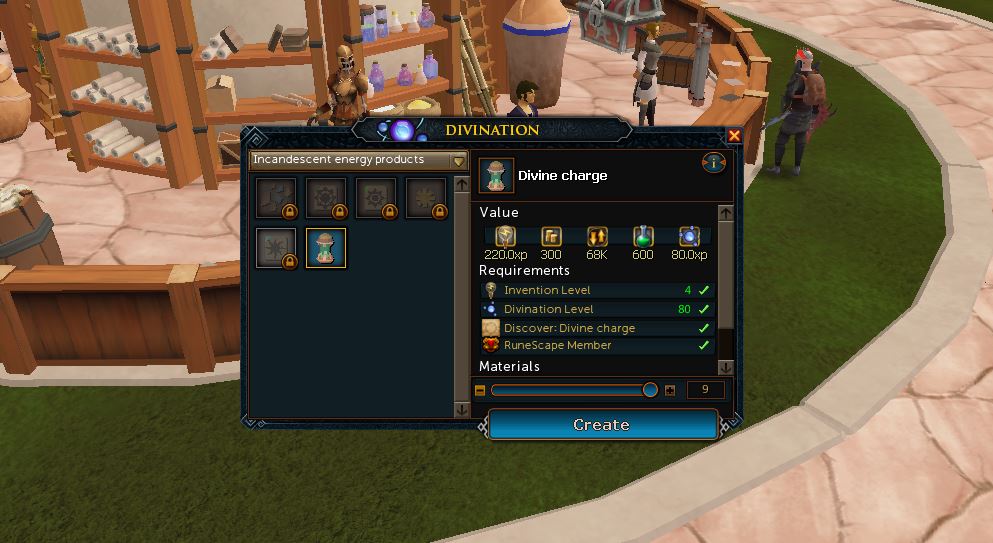 DIVINATION
Incandescent energy products
Divine charge
Value
220.0xp 300 68K 600 80.0xp
Requirements
Invention Level 4
Divination Level 80
Discover: Divine charge
RuneScape Member
Materials
9
Create